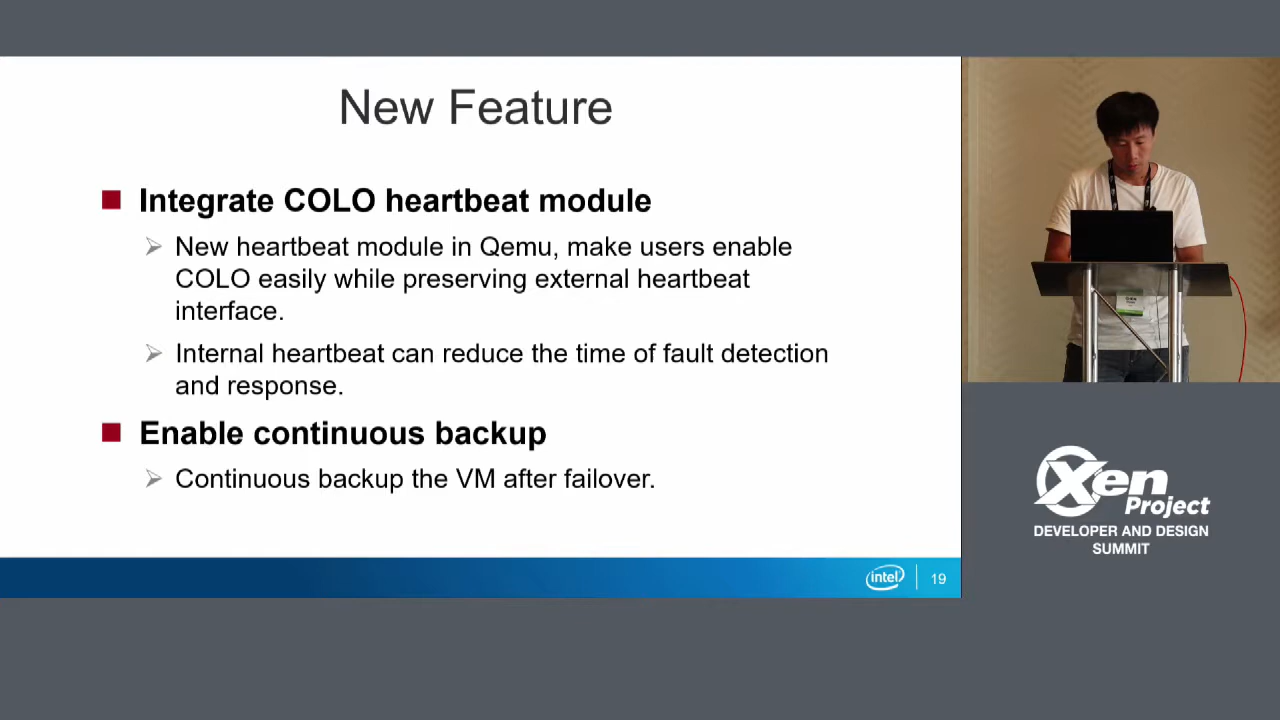 New Feature
Integrate COLO heartbeat module
New heartbeat module in Qemu, make users enable
COLO easily while preserving external heartbeat
interface.
Internal heartbeat can reduce the time of fault detection
and response.
Enable continuous backup
Continuous backup the VM after failover.
intel
19
Xen
Project
DEVELOPER AND DESIGN
SUMMIT